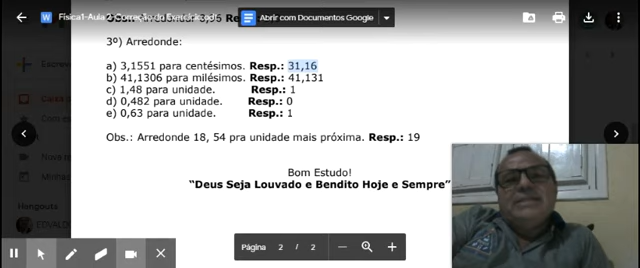 Física1-Aula 2-Correção do Exercício.pdf
Abrir com Documentos Google
3º) Arredonde:
a) 3,1551 para centésimos. Resp.: 31,16
b) 41,1306 para milésimos. Resp.: 41,131
c) 1,48 para unidade. Resp.: 1
d) 0,482 para unidade. Resp.: 0
e) 0,63 para unidade. Resp.: 1
Obs.: Arredonde 18, 54 pra unidade mais próxima. Resp.: 19
Bom Estudo!
“Deus Seja Louvado e Bendito Hoje e Sempre”
Hangouts
Página 2 / 2